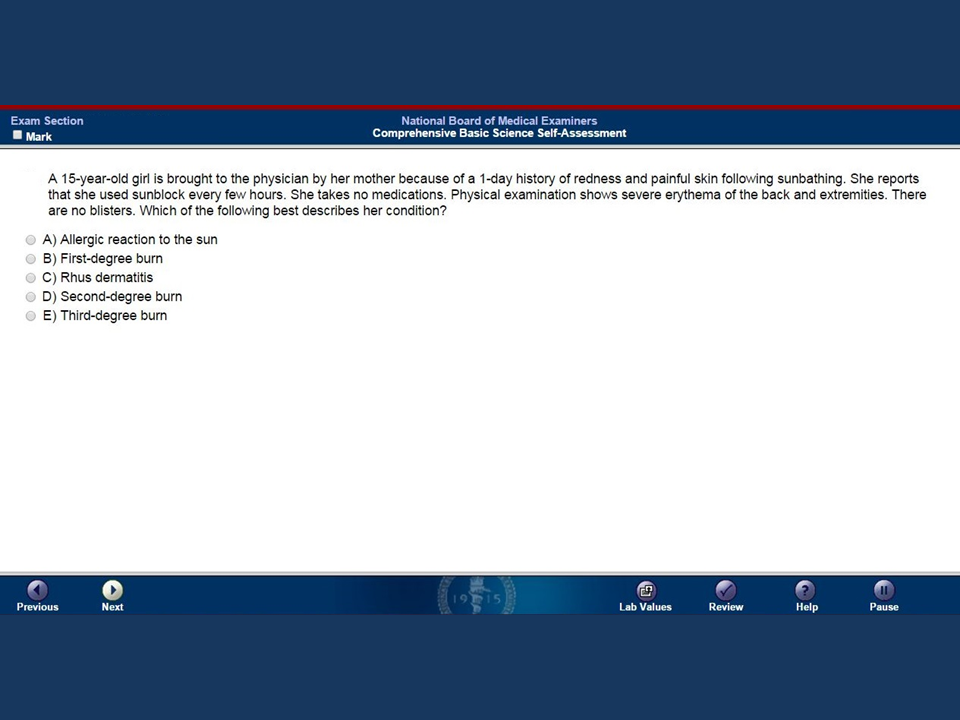 Exam Section
National Board of Medical Examiners
Mark
Comprehensive Basic Science Self-Assessment
A 15-year-old girl is brought to the physician by her mother because of a 1-day history of redness and painful skin following sunbathing. She reports
that she used sunblock every few hours. She takes no medications. Physical examination shows severe erythema of the back and extremities. There
are no blisters. Which of the following best describes her condition?
A) Allergic reaction to the sun
B) First-degree burn
C) Rhus dermatitis
D) Second-degree burn
E) Third-degree burn
1915
Previous
Next
Lab Values
Review
Help
Pause